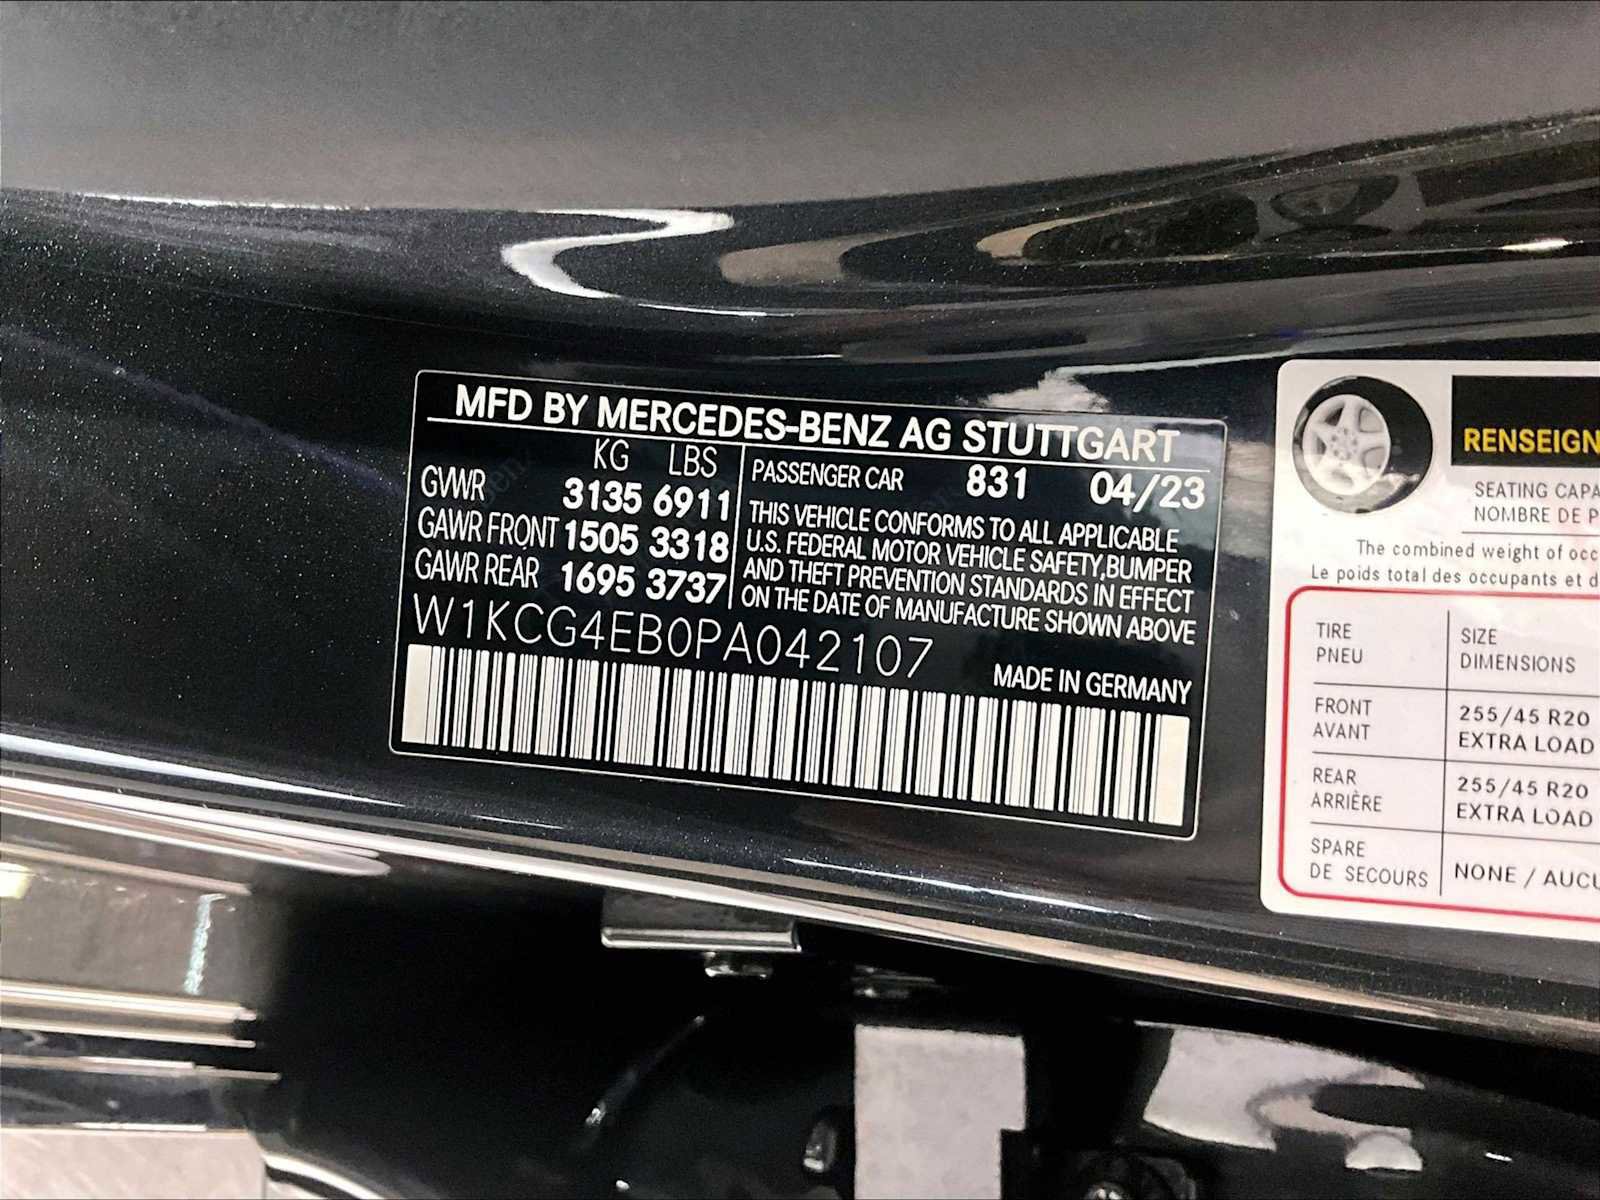 MFD BY MERCEDES-BENZ AG STUTTGART
KG LBS
GVWR 3135 6911
GAWR FRONT 1505 3318
GAWR REAR 1695 3737
PASSENGER CAR 831 04/23
THIS VEHICLE CONFORMS TO ALL APPLICABLE
U.S. FEDERAL MOTOR VEHICLE SAFETY,BUMPER
AND THEFT PREVENTION STANDARDS IN EFFECT
ON THE DATE OF MANUFACTURE SHOWN ABOVE
W1KCG4EB0PA042107
MADE IN GERMANY
RENSEIGN
SEATING CAPA
NOMBRE DE P
The combined weight of occ
Le poids total des occupants et d
TIRE
PNEU
SIZE
DIMENSIONS
FRONT
AVANT
255/45 R20
EXTRA LOAD
REAR
ARRIÈRE
255/45 R20
EXTRA LOAD
SPARE
DE SECOURS
NONE / AUCU